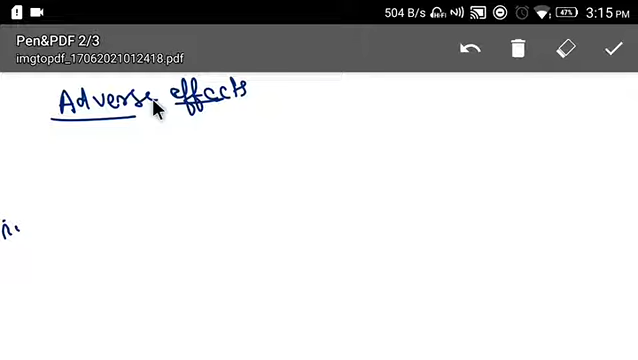 504 B/s 47% 3:15 PM
Pen&PDF 2/3
imgtopdf_17062021012418.pdf
Adverse effects